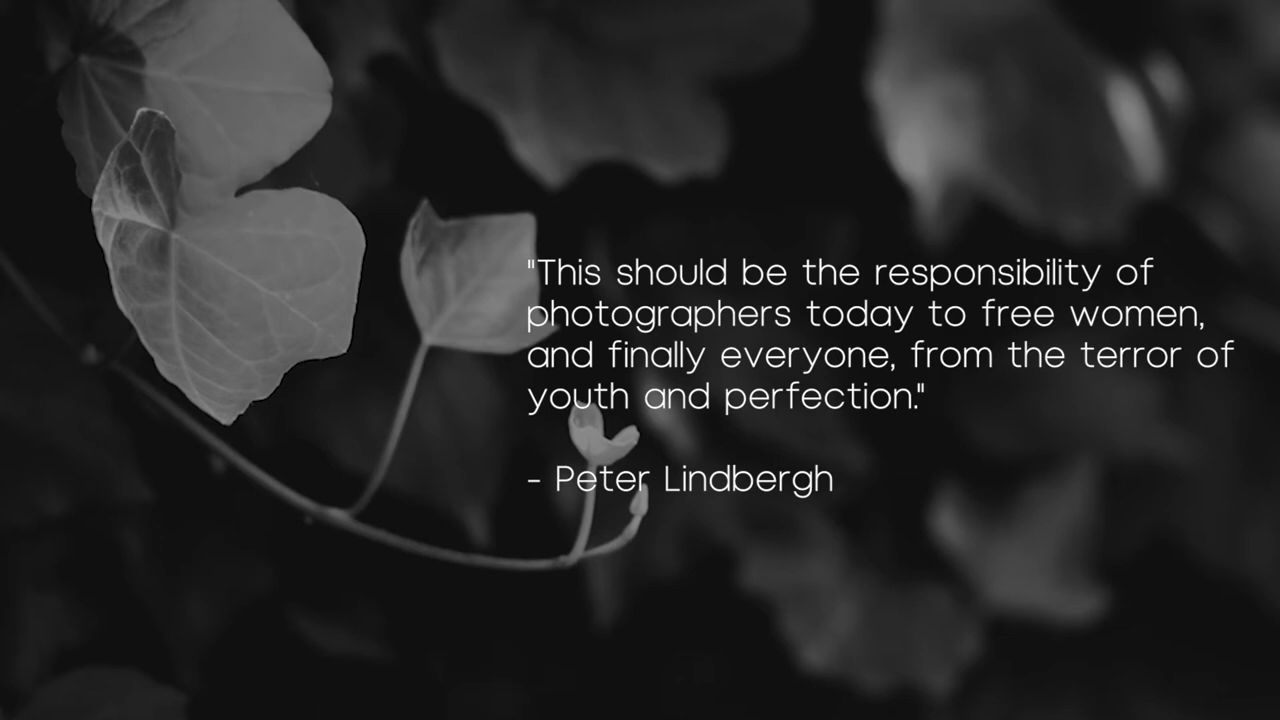 "This should be the responsibility of
photographers today to free women,
and finally everyone, from the terror of
youth and perfection."
- Peter Lindbergh